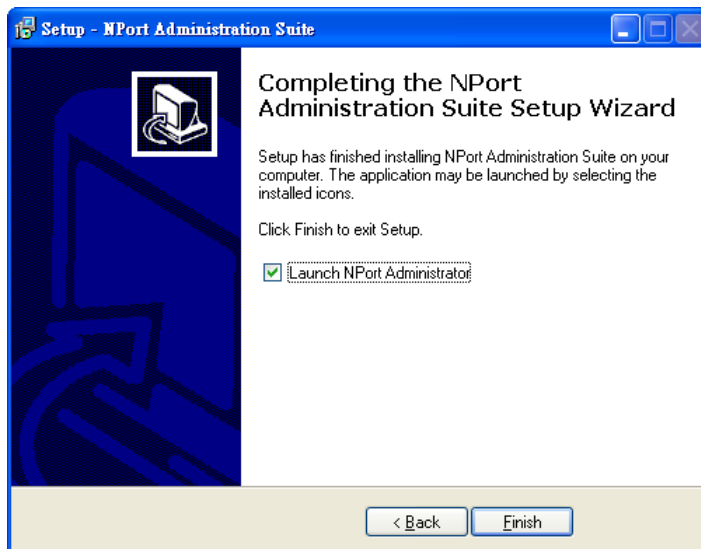 Setup - NPort Administration Suite
Completing the NPort
Administration Suite Setup Wizard
Setup has finished installing NPort Administration Suite on your
computer. The application may be launched by selecting the
installed icons.
Click Finish to exit Setup.
Launch NPort Administrator
< Back
Finish